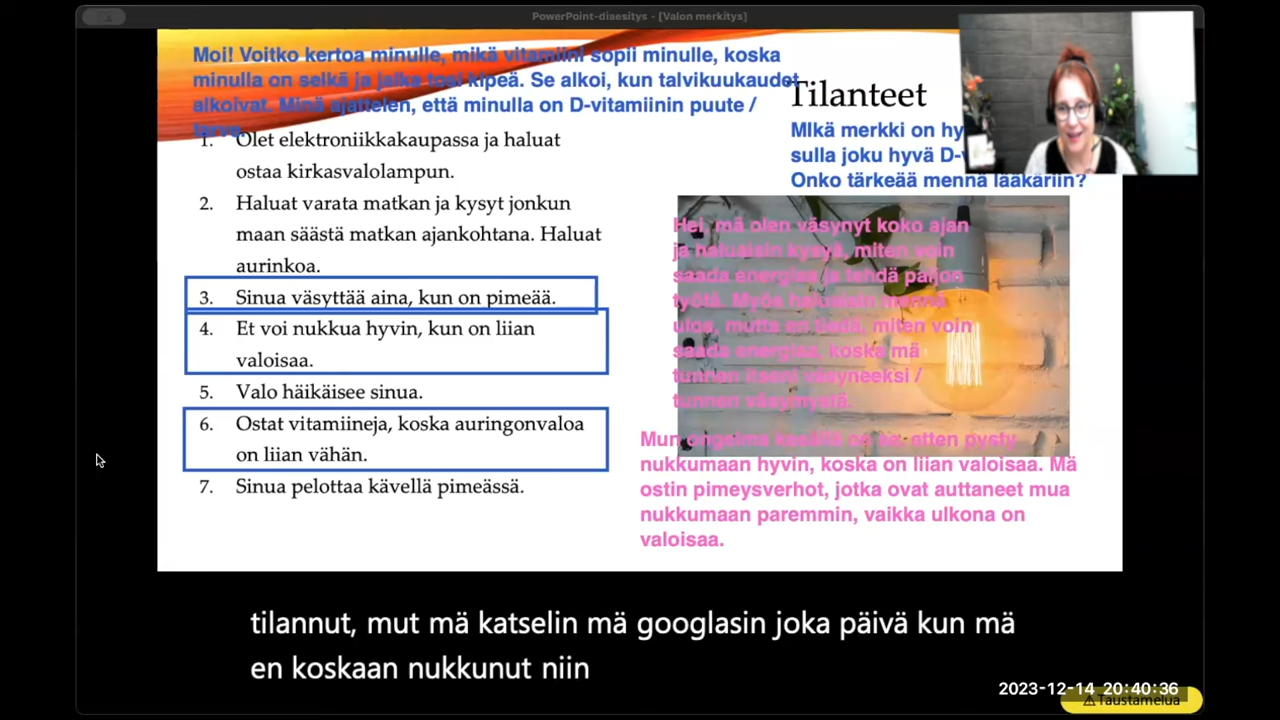 PowerPoint-diaesitys - [Valon merkitys]
Moi! Voitko kertoa minulle, mikä vitamiini sopii minulle, koska
minulla on selkä ja jalka tosi kipeä. Se alkoi, kun talvikuukaudet
alkoivat. Minä ajattelen, että minulla on D-vitamiinin puute /
tarve.
Tilanteet
MIkä merkki on
sulla joku hyvä
Onko tärkeää mennä lääkäriin?
1. Olet elektroniikkakaupassa ja haluat
ostaa kirkasvalolampun.
2. Haluat varata matkan ja kysyt jonkun
maan säästä matkan ajankohtana. Haluat
aurinkoa.
3. Sinua väsyttää aina, kun on pimeää.
4. Et voi nukkua hyvin, kun on liian
valoisaa.
5. Valo häikäisee sinua.
6. Ostat vitamiineja, koska auringonvaloa
on liian vähän.
7. Sinua pelottaa kävellä pimeässä.
Hei, mä olen väsynyt koko ajan
ja haluaisin kysyä, miten voin
saada energiaa ja tehdä paljon
työtä. Myös haluaisin mennä
ulos, mutta en tiedä, miten voin
saada energiaa, koska mä
tunnen itseni väsyneeksi /
tunnen väsymystä.
Mun ongelma kesällä on se, etten pysty
nukkumaan hyvin, koska on liian valoisaa. Mä
ostin pimeysverhot, jotka ovat auttaneet mua
nukkumaan paremmin, vaikka ulkona on
valoisaa.
tilannut, mut mä katselin mä googlasin joka päivä kun mä
en koskaan nukkunut niin
2023-12-14 20:40:36
Taustamelua